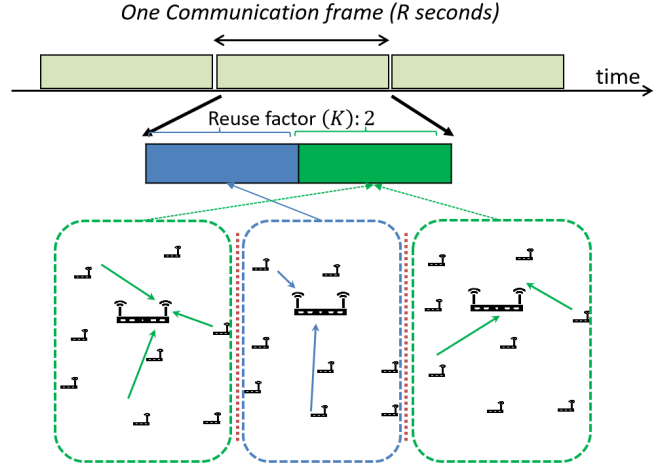 One Communication frame (R seconds)
time
Reuse factor (K): 2